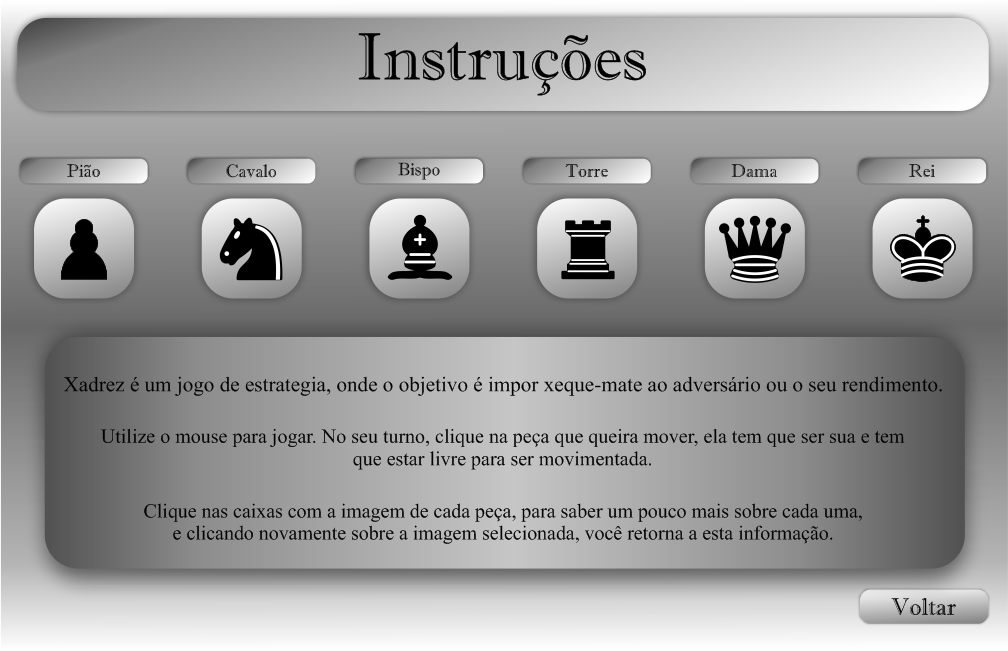 Instruções
Pião
Cavalo
Bispo
Torre
Dama
Rei
Xadrez é um jogo de estrategia, onde o objetivo é impor xeque-mate ao adversário ou o seu rendimento.
Utilize o mouse para jogar. No seu turno, clique na peça que queira mover, ela tem que ser sua e tem
que estar livre para ser movimentada.
Clique nas caixas com a imagem de cada peça, para saber um pouco mais sobre cada uma,
e clicando novamente sobre a imagem selecionada, você retorna a esta informação.
Voltar